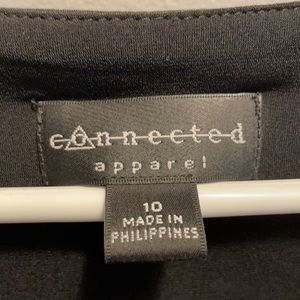 connected
apparel
10
MADE IN
PHILIPPINES